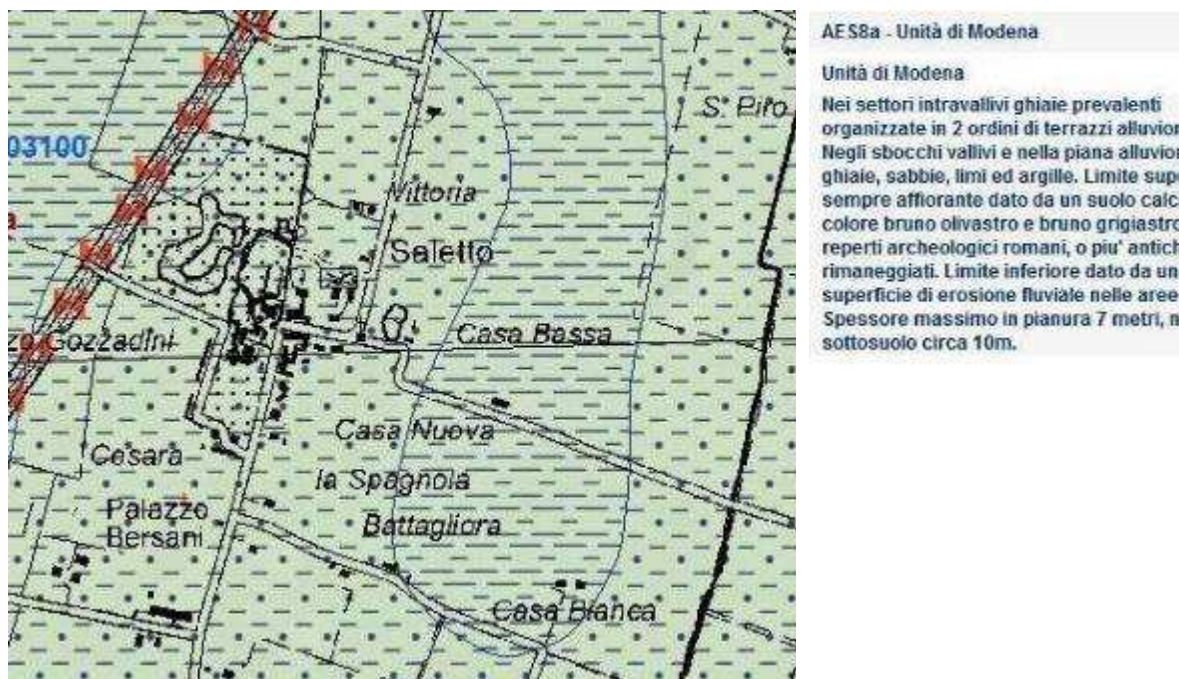 AES8a - Unità di Modena
Unità di Modena
Nei settori intravallivi ghiaie prevalenti
organizzate in 2 ordini di terrazzi alluvion
Negli sbocchi vallivi e nella piana alluvion
ghiaie, sabbie, limi ed argille. Limite supe
sempre affiorante dato da un suolo calc
colore bruno olivastro e bruno grigiastro
reperti archeologici romani, o piu' antich
rimaneggiati. Limite inferiore dato da un
superficie di erosione fluviale nelle aree
Spessore massimo in pianura 7 metri, n
sottosuolo circa 10m.
S. Piro
03100
Vittoria
Saletto
Casa Bassa
zo Gozzadini
Casa Nuova
Cesara
la Spagnola
Palazzo
Bersani
Battagliora
Casa Bianca